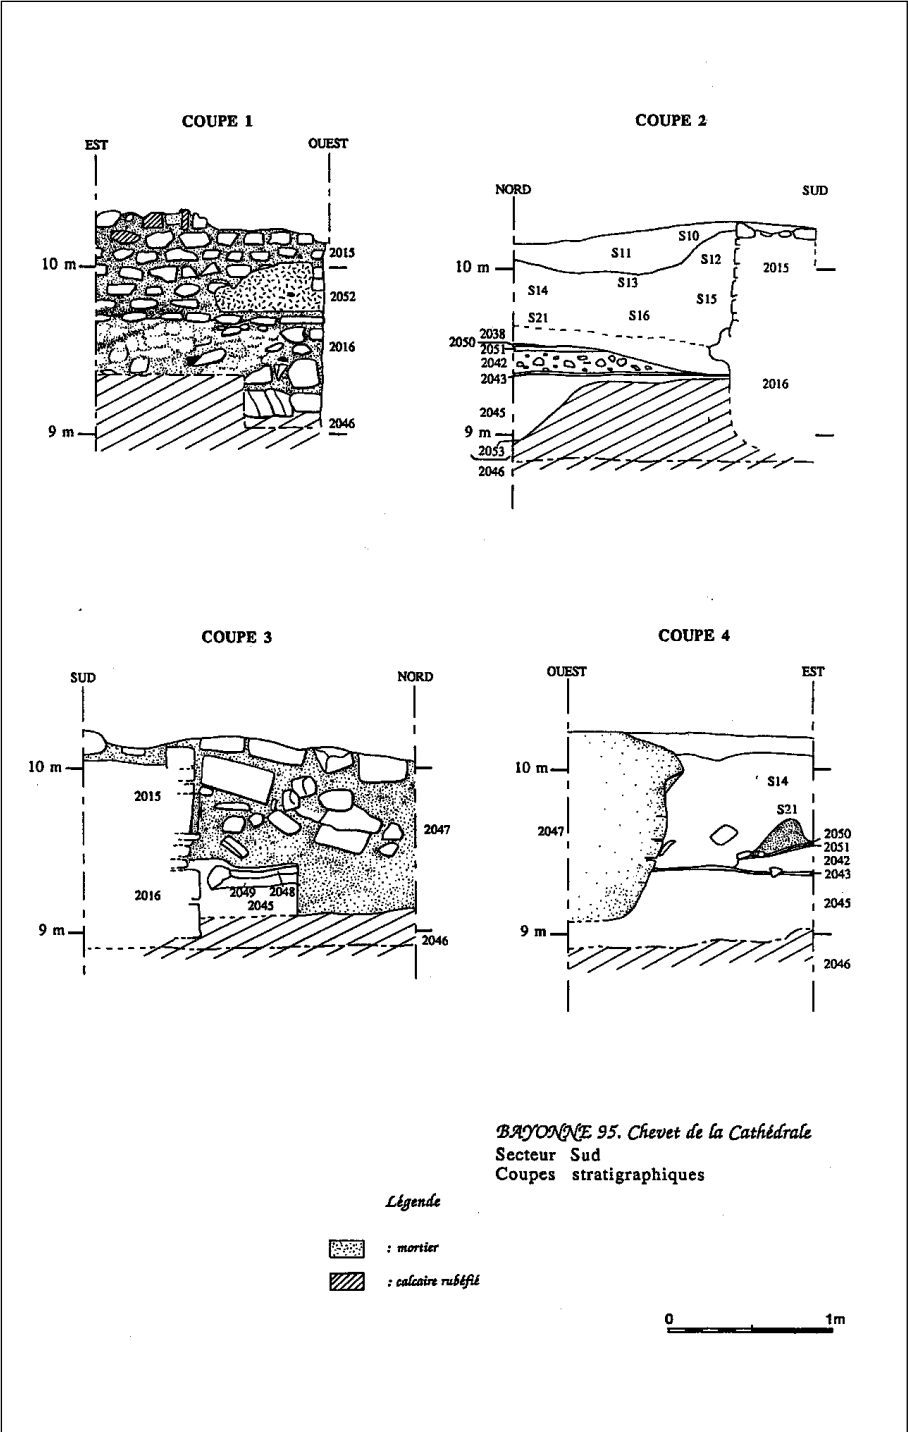 COUPE 1
EST
OUEST
10 m
2015
2052
2016
9 m
2046
COUPE 2
NORD
SUD
S10
S11
S12
10 m
2015
S13
S14
S15
S21
S16
2038
2050
2051
2042
2043
2016
2045
9 m
2053
2046
COUPE 3
SUD
NORD
10 m
2015
2047
2016
2049
2048
2045
9 m
2046
COUPE 4
OUEST
EST
10 m
S14
S21
2047
2050
2051
2042
2043
2045
9 m
2046
BAYONNE 95. Chevet de la Cathédrale
Secteur Sud
Coupes stratigraphiques
Légende
: mortier
: calcaire rubéfié
0 1m